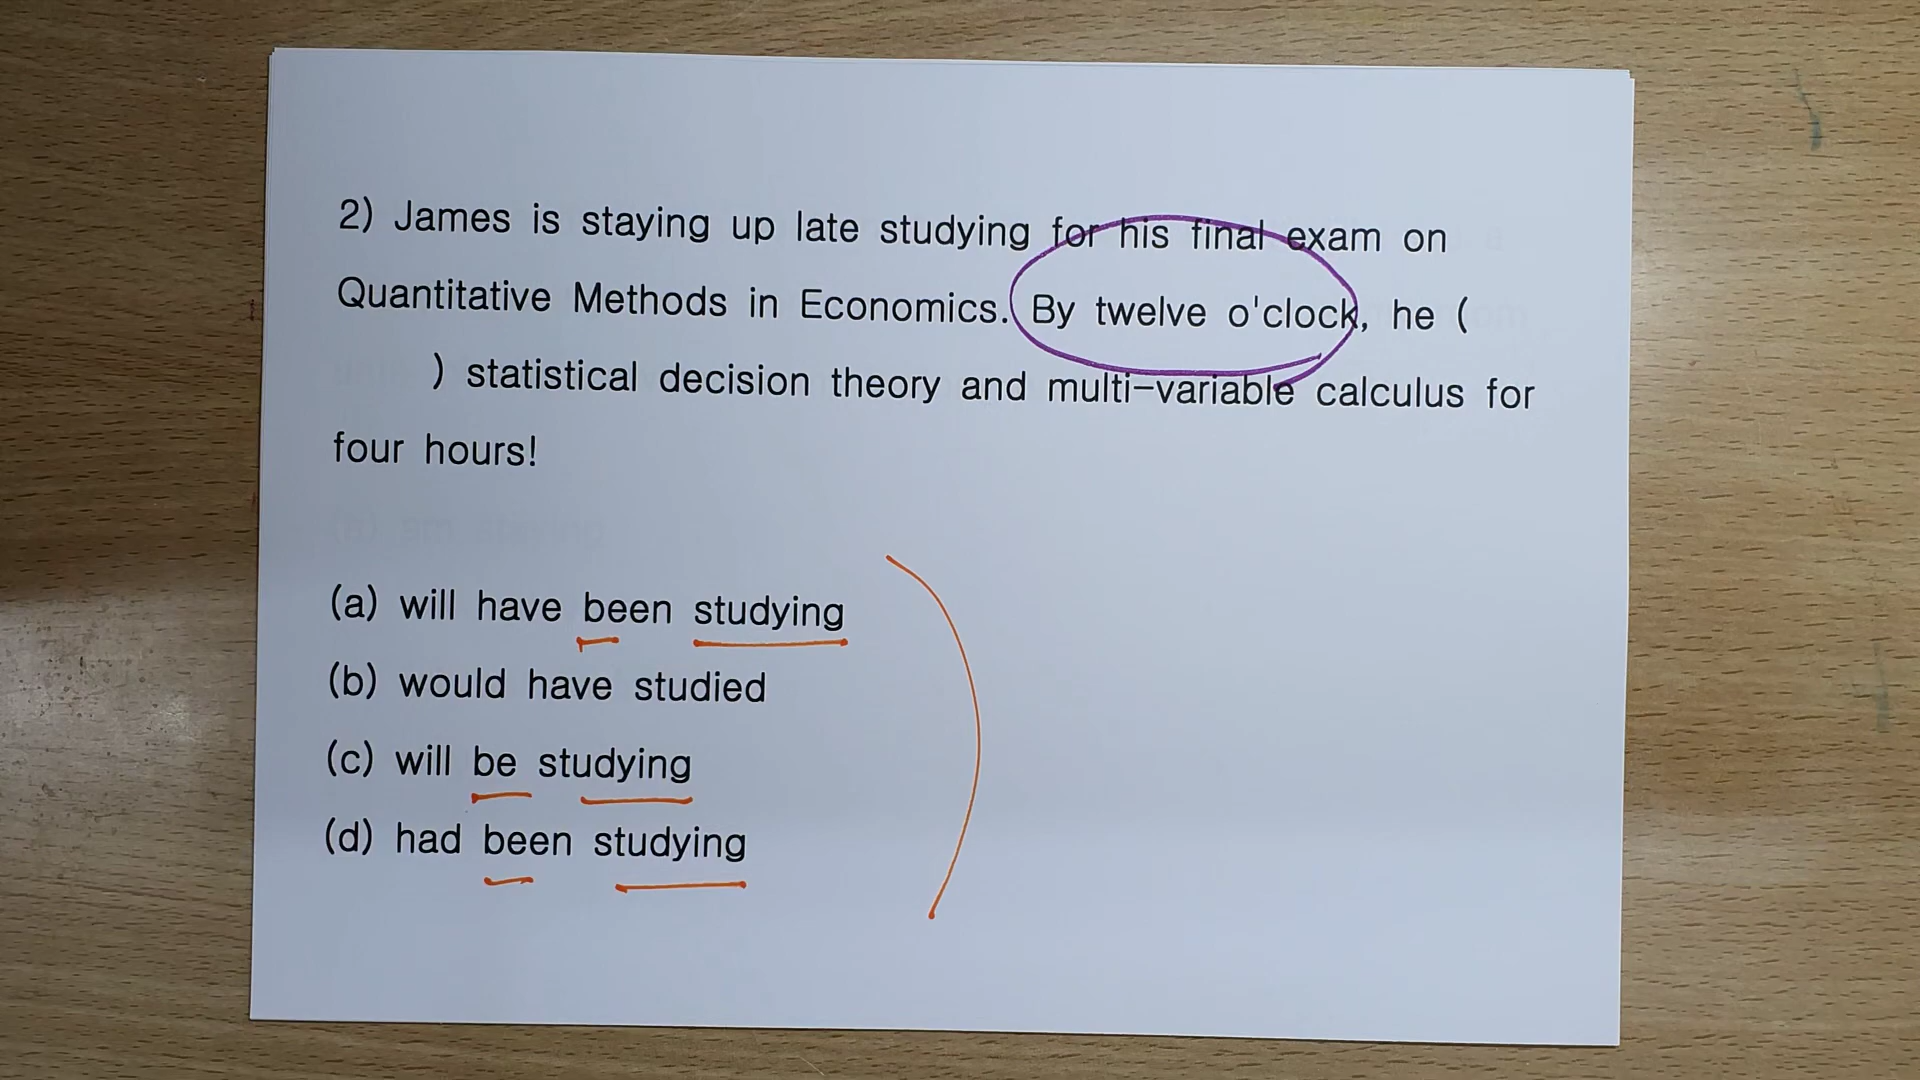 2) James is staying up late studying for his final exam on
Quantitative Methods in Economics. By twelve o'clock, he (
) statistical decision theory and multi-variable calculus for
four hours!
(a) will have been studying
(b) would have studied
(c) will be studying
(d) had been studying